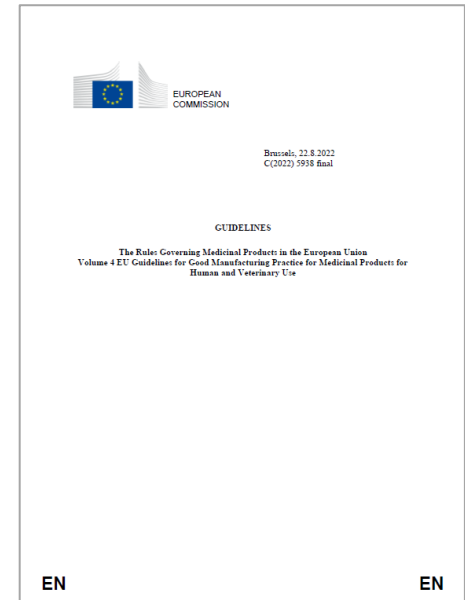 EUROPEAN
COMMISSION
Brussels, 22.8.2022
C(2022) 5938 final
GUIDELINES
The Rules Governing Medicinal Products in the European Union
Volume 4 EU Guidelines for Good Manufacturing Practice for Medicinal Products for
Human and Veterinary Use
EN
EN